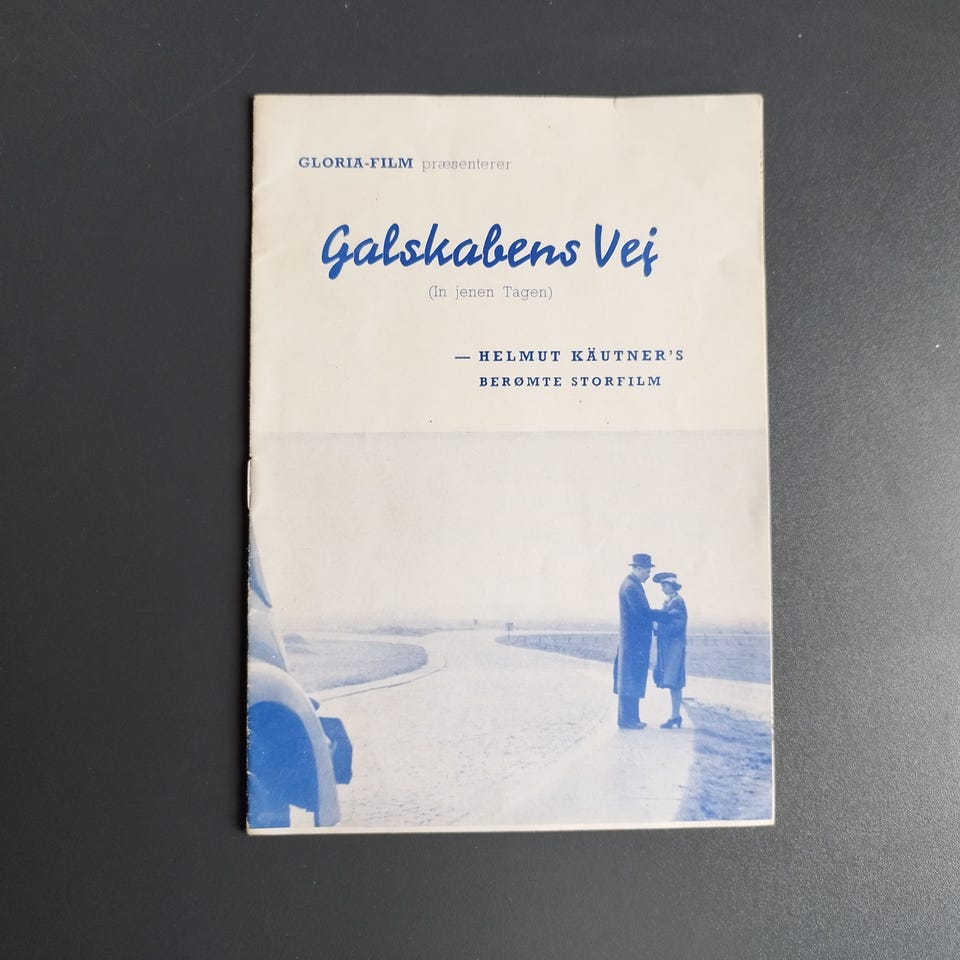 GLORIA-FILM præsenterer
Galskabens Vej
(In jenen Tagen)
— HELMUT KÄUTNER'S
BERØMTE STORFILM